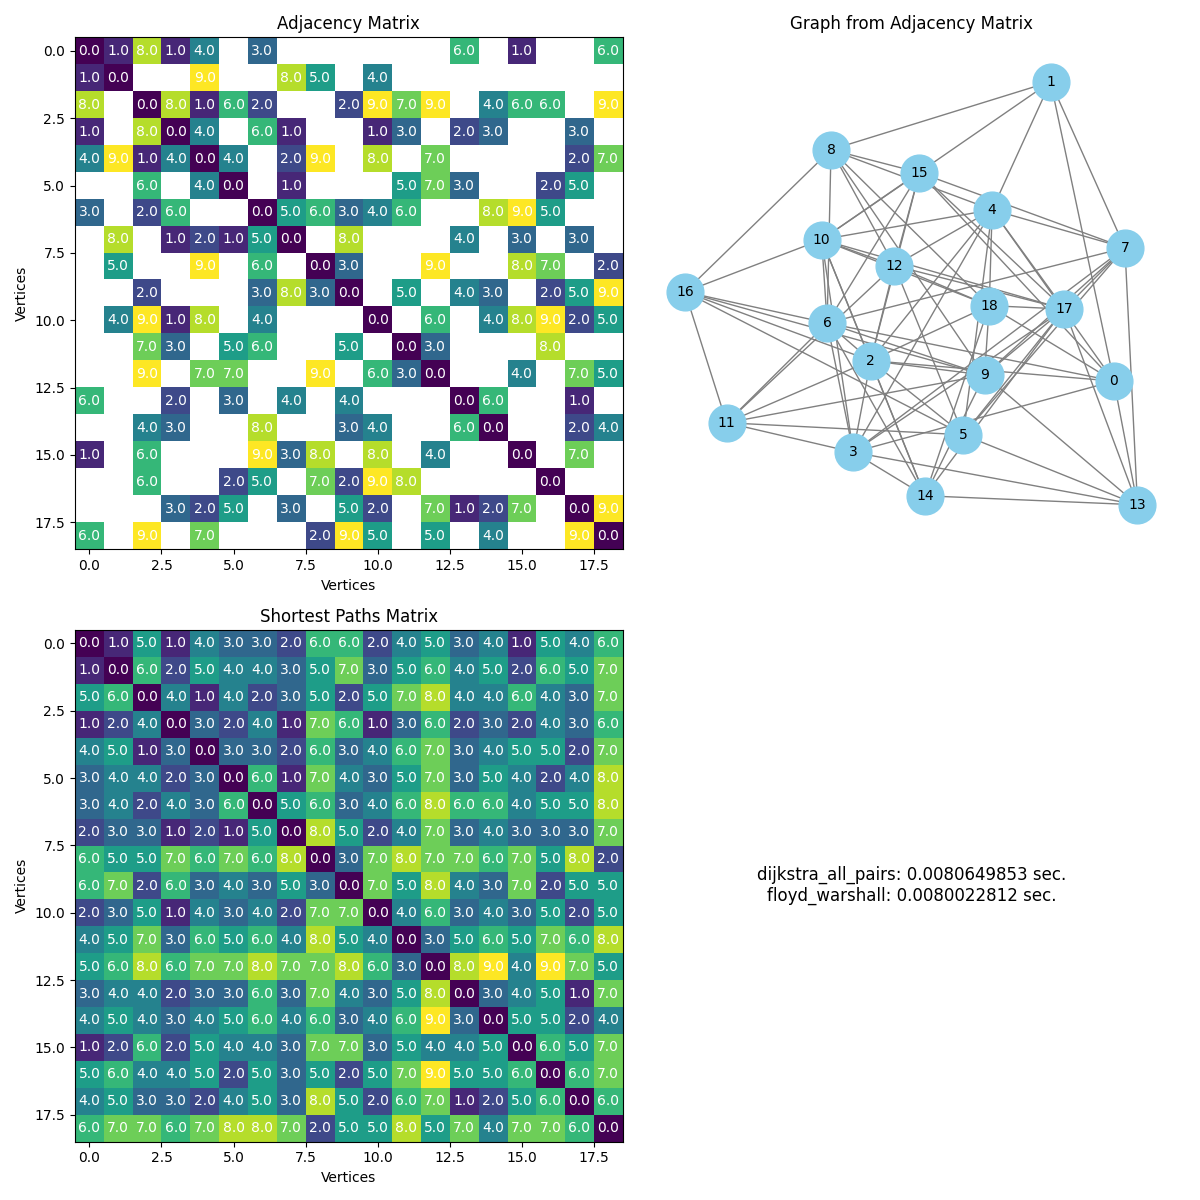 Adjacency Matrix
0.0 0.0 1.0 8.0 1.0 4.0 3.0 6.0 1.0 6.0
1.0 0.0 9.0 8.0 5.0 4.0
8.0 0.0 8.0 1.0 6.0 2.0 2.0 9.0 7.0 9.0 4.0 6.0 6.0 9.0
2.5
1.0 8.0 0.0 4.0 6.0 1.0 1.0 3.0 2.0 3.0 3.0
4.0 9.0 1.0 4.0 0.0 4.0 2.0 9.0 8.0 7.0 2.0 7.0
5.0 6.0 4.0 0.0 1.0 5.0 7.0 3.0 2.0 5.0
3.0 2.0 6.0 0.0 5.0 6.0 3.0 4.0 6.0 8.0 9.0 5.0
8.0 1.0 2.0 1.0 5.0 0.0 8.0 4.0 3.0 3.0
7.5
5.0 9.0 6.0 0.0 3.0 9.0 8.0 7.0 2.0
Vertices
2.0 3.0 8.0 3.0 0.0 5.0 4.0 3.0 2.0 5.0 9.0
10.0 4.0 9.0 1.0 8.0 4.0 0.0 6.0 4.0 8.0 9.0 2.0 5.0
7.0 3.0 5.0 6.0 5.0 0.0 3.0 8.0
9.0 7.0 7.0 9.0 6.0 3.0 0.0 4.0 7.0 5.0
12.5
6.0 2.0 3.0 4.0 4.0 0.0 6.0 1.0
4.0 3.0 8.0 3.0 4.0 6.0 0.0 2.0 4.0
15.0 1.0 6.0 9.0 3.0 8.0 8.0 4.0 0.0 7.0
6.0 2.0 5.0 7.0 2.0 9.0 8.0 0.0
3.0 2.0 5.0 3.0 5.0 2.0 7.0 1.0 2.0 7.0 0.0 9.0
17.5
6.0 9.0 7.0 2.0 9.0 5.0 5.0 4.0 9.0 0.0
0.0 2.5 5.0 7.5 10.0 12.5 15.0 17.5
Vertices
Graph from Adjacency Matrix
1
8
15
4
10
7
12
16
18
17
6
2
9
0
11
5
3
14
13
Shortest Paths Matrix
0.0 0.0 1.0 5.0 1.0 4.0 3.0 3.0 2.0 6.0 6.0 2.0 4.0 5.0 3.0 4.0 1.0 5.0 4.0 6.0
1.0 0.0 6.0 2.0 5.0 4.0 4.0 3.0 5.0 7.0 3.0 5.0 6.0 4.0 5.0 2.0 6.0 5.0 7.0
5.0 6.0 0.0 4.0 1.0 4.0 2.0 3.0 5.0 2.0 5.0 7.0 8.0 4.0 4.0 6.0 4.0 3.0 7.0
2.5
1.0 2.0 4.0 0.0 3.0 2.0 4.0 1.0 7.0 6.0 1.0 3.0 6.0 2.0 3.0 2.0 4.0 3.0 6.0
4.0 5.0 1.0 3.0 0.0 3.0 3.0 2.0 6.0 3.0 4.0 6.0 7.0 3.0 4.0 5.0 5.0 2.0 7.0
5.0 3.0 4.0 4.0 2.0 3.0 0.0 6.0 1.0 7.0 4.0 3.0 5.0 7.0 3.0 5.0 4.0 2.0 4.0 8.0
3.0 4.0 2.0 4.0 3.0 6.0 0.0 5.0 6.0 3.0 4.0 6.0 8.0 6.0 6.0 4.0 5.0 5.0 8.0
2.0 3.0 3.0 1.0 2.0 1.0 5.0 0.0 8.0 5.0 2.0 4.0 7.0 3.0 4.0 3.0 3.0 3.0 7.0
7.5
6.0 5.0 5.0 7.0 6.0 7.0 6.0 8.0 0.0 3.0 7.0 8.0 7.0 7.0 6.0 7.0 5.0 8.0 2.0
Vertices
6.0 7.0 2.0 6.0 3.0 4.0 3.0 5.0 3.0 0.0 7.0 5.0 8.0 4.0 3.0 7.0 2.0 5.0 5.0
10.0 2.0 3.0 5.0 1.0 4.0 3.0 4.0 2.0 7.0 7.0 0.0 4.0 6.0 3.0 4.0 3.0 5.0 2.0 5.0
4.0 5.0 7.0 3.0 6.0 5.0 6.0 4.0 8.0 5.0 4.0 0.0 3.0 5.0 6.0 5.0 7.0 6.0 8.0
5.0 6.0 8.0 6.0 7.0 7.0 8.0 7.0 7.0 8.0 6.0 3.0 0.0 8.0 9.0 4.0 9.0 7.0 5.0
12.5
3.0 4.0 4.0 2.0 3.0 3.0 6.0 3.0 7.0 4.0 3.0 5.0 8.0 0.0 3.0 4.0 5.0 1.0 7.0
4.0 5.0 4.0 3.0 4.0 5.0 6.0 4.0 6.0 3.0 4.0 6.0 9.0 3.0 0.0 5.0 5.0 2.0 4.0
15.0 1.0 2.0 6.0 2.0 5.0 4.0 4.0 3.0 7.0 7.0 3.0 5.0 4.0 4.0 5.0 0.0 6.0 5.0 7.0
5.0 6.0 4.0 4.0 5.0 2.0 5.0 3.0 5.0 2.0 5.0 7.0 9.0 5.0 5.0 6.0 0.0 6.0 7.0
4.0 5.0 3.0 3.0 2.0 4.0 5.0 3.0 8.0 5.0 2.0 6.0 7.0 1.0 2.0 5.0 6.0 0.0 6.0
17.5
6.0 7.0 7.0 6.0 7.0 8.0 8.0 7.0 2.0 5.0 5.0 8.0 5.0 7.0 4.0 7.0 7.0 6.0 0.0
0.0 2.5 5.0 7.5 10.0 12.5 15.0 17.5
Vertices
dijkstra_all_pairs: 0.0080649853 sec.
floyd_warshall: 0.0080022812 sec.